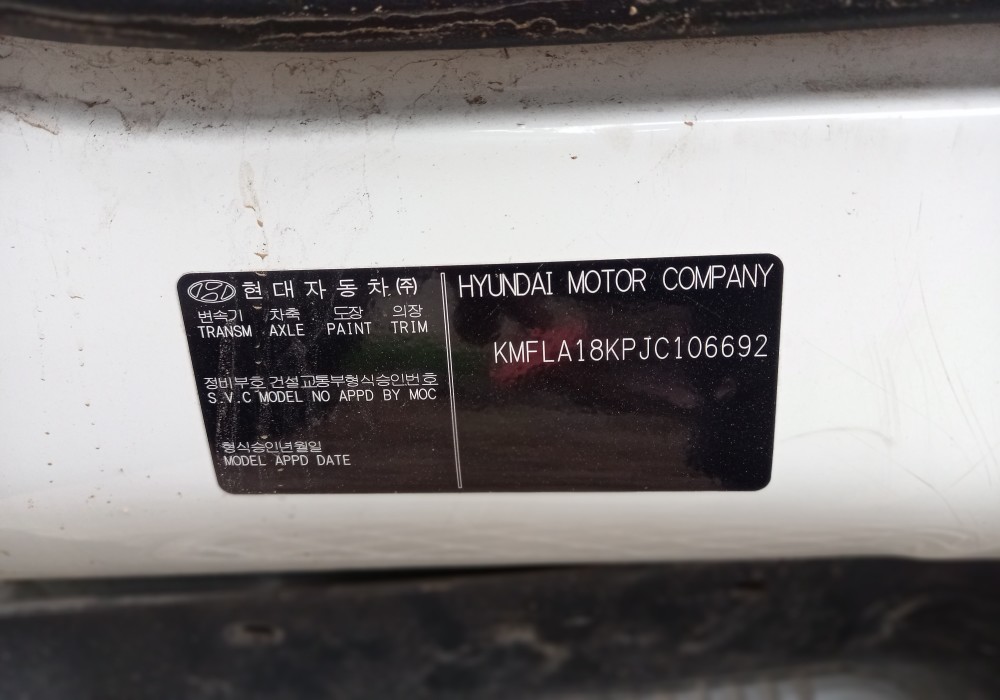 현대자동차(주)
변속기 차축 도장 의장
TRANSM AXLE PAINT TRIM
정비부호 건설교통부형식승인번호
S.V.C MODEL NO APPD BY MOC
형식승인년월일
MODEL APPD DATE
HYUNDAI MOTOR COMPANY
KMFLA18KPJC106692